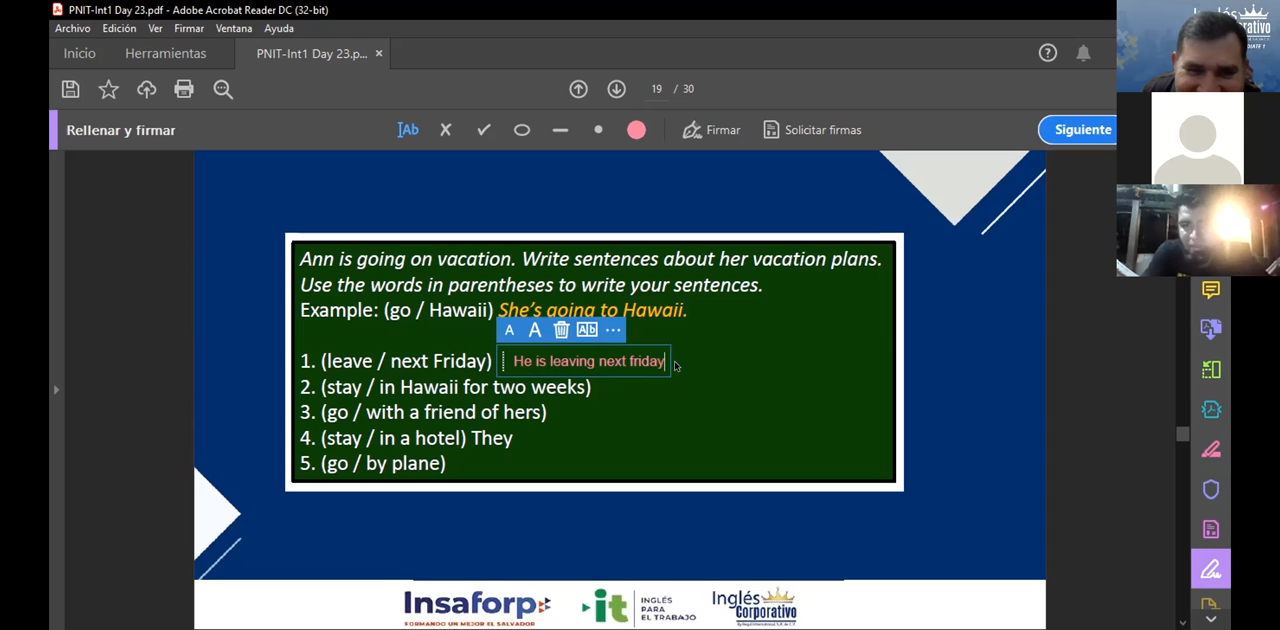 PNIT-Int1 Day 23.pdf - Adobe Acrobat Reader DC (32-bit)
Archivo Edición Ver Firmar Ventana Ayuda
Inicio Herramientas PNIT-Int1 Day 23.p... ×
19 / 30
Rellenar y firmar
Ab
Firmar
Solicitar firmas
Siguiente
Ann is going on vacation. Write sentences about her vacation plans.
Use the words in parentheses to write your sentences.
Example: (go / Hawaii) She's going to Hawaii.
A A Ab ...
1. (leave / next Friday) He is leaving next friday
2. (stay / in Hawaii for two weeks)
3. (go / with a friend of hers)
4. (stay / in a hotel) They
5. (go / by plane)
Insaforp
FORMANDO UN MEJOR EL SALVADOR
it
INGLÉS
PARA
EL TRABAJO
Inglés
Corporativo